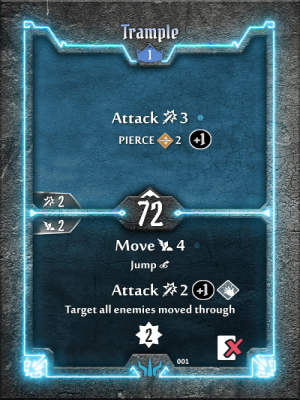 Trample
1
Attack 3
PIERCE 2 +1
2
72
2
Move 4
Jump
Attack 2 +1
Target all enemies moved through
2
001